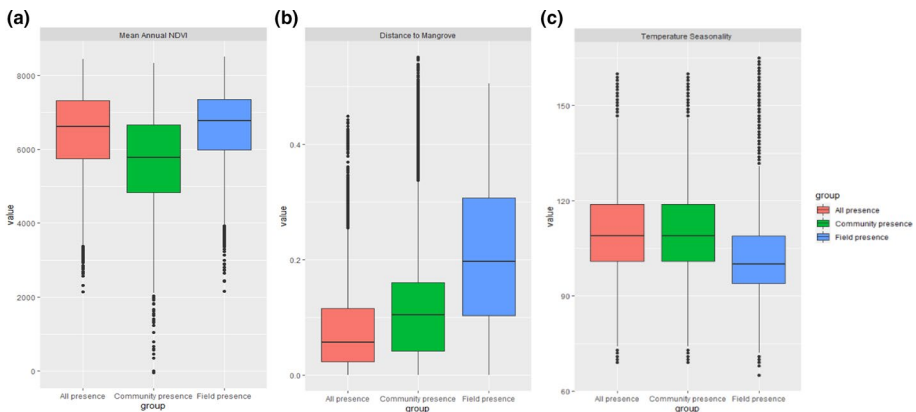 (a)
Mean Annual NDVI
8000
6000
4000
2000
0
value
All presence Community presence Field presence
group
(b)
Distance to Mangrove
0.4
0.2
0.0
value
All presence Community presence Field presence
group
(c)
Temperature Seasonality
150
120
90
60
value
All presence Community presence Field presence
group
group
All presence
Community presence
Field presence